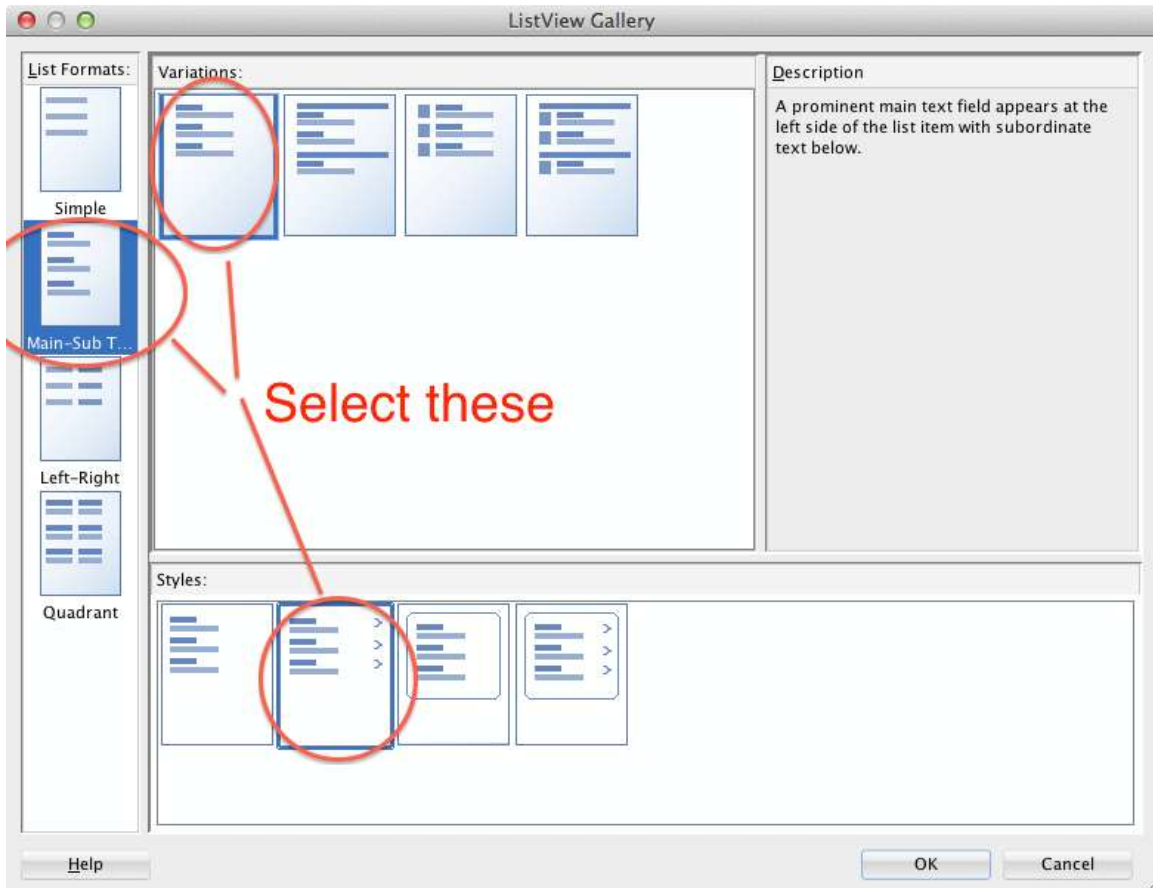 ListView Gallery
List Formats:
Simple
Main-Sub T...
Left-Right
Quadrant
Variations:
Select these
Styles:
Description
A prominent main text field appears at the
left side of the list item with subordinate
text below.
Help
OK
Cancel